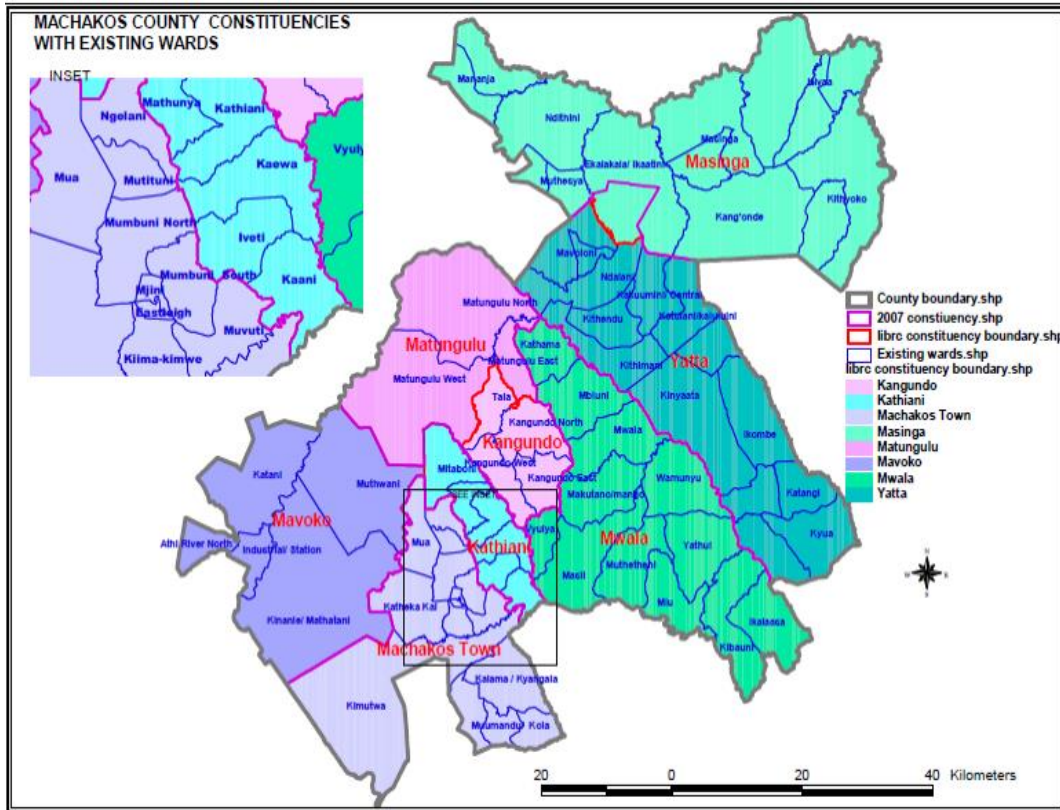 MACHAKOS COUNTY CONSTITUENCIES
WITH EXISTING WARDS
INSET
Mathunya
Kathiani
Ngelani
Mua
Kaewa
Vyulya
Mutituni
Mumbuni North
Iveti
Mumbuni South
Kaani
Mjini
Eastleigh
Muvuti
Kiima-kimwe
Mananja
Ndithini
Muthesya
Ekalakala/ Ikaatini
Masinga
Masinga
Kang'onde
Kithyoko
Mavoloni
Ndalani
Kithendu
Kithimani
Yatta
Kinyaata
Ikombe
Katangi
Kyua
Matungulu North
Matungulu
Matungulu West
Matungulu East
Kathama
Tala
Kangundo North
Kangundo
Kangundo West
Kangundo East
Mbiuni
Mwala
Makutano/mango
Wamunyu
Mwala
Yathui
Vyulya
Masii
Muthetheni
Miu
Ikalaasa
Kibauni
Mitaboni
SEE INSET
Kathiani
Katani
Muthwani
Mavoko
Athi River North
Industrial/ Station
Kinanie/ Mathatani
Mua
Katheka Kai
Machakos Town
Kimutwa
Kalama / Kyangala
Muumandu
Kola
County boundary.shp
2007 constiuency.shp
Iibrc constituency boundary.shp
Existing wards.shp
Iibrc constituency boundary.shp
Kangundo
Kathiani
Machakos Town
Masinga
Matungulu
Mavoko
Mwala
Yatta
20 0 20 40 Kilometers